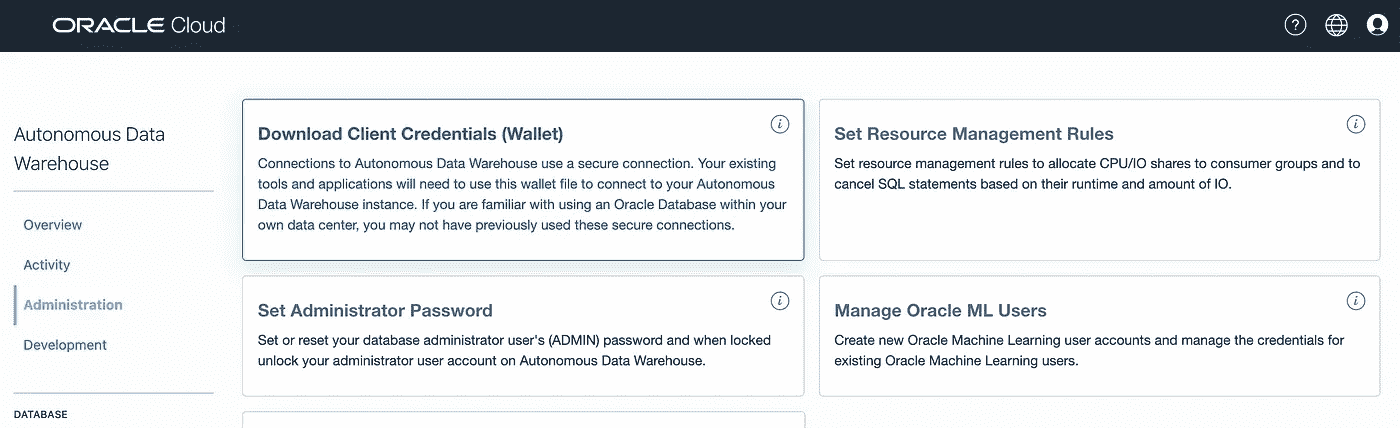 ORACLE Cloud
Autonomous Data
Warehouse
Overview
Activity
Administration
Development
DATABASE
Download Client Credentials (Wallet)
Connections to Autonomous Data Warehouse use a secure connection. Your existing
tools and applications will need to use this wallet file to connect to your Autonomous
Data Warehouse instance. If you are familiar with using an Oracle Database within your
own data center, you may not have previously used these secure connections.
Set Resource Management Rules
Set resource management rules to allocate CPU/IO shares to consumer groups and to
cancel SQL statements based on their runtime and amount of IO.
Set Administrator Password
Set or reset your database administrator user's (ADMIN) password and when locked
unlock your administrator user account on Autonomous Data Warehouse.
Manage Oracle ML Users
Create new Oracle Machine Learning user accounts and manage the credentials for
existing Oracle Machine Learning users.